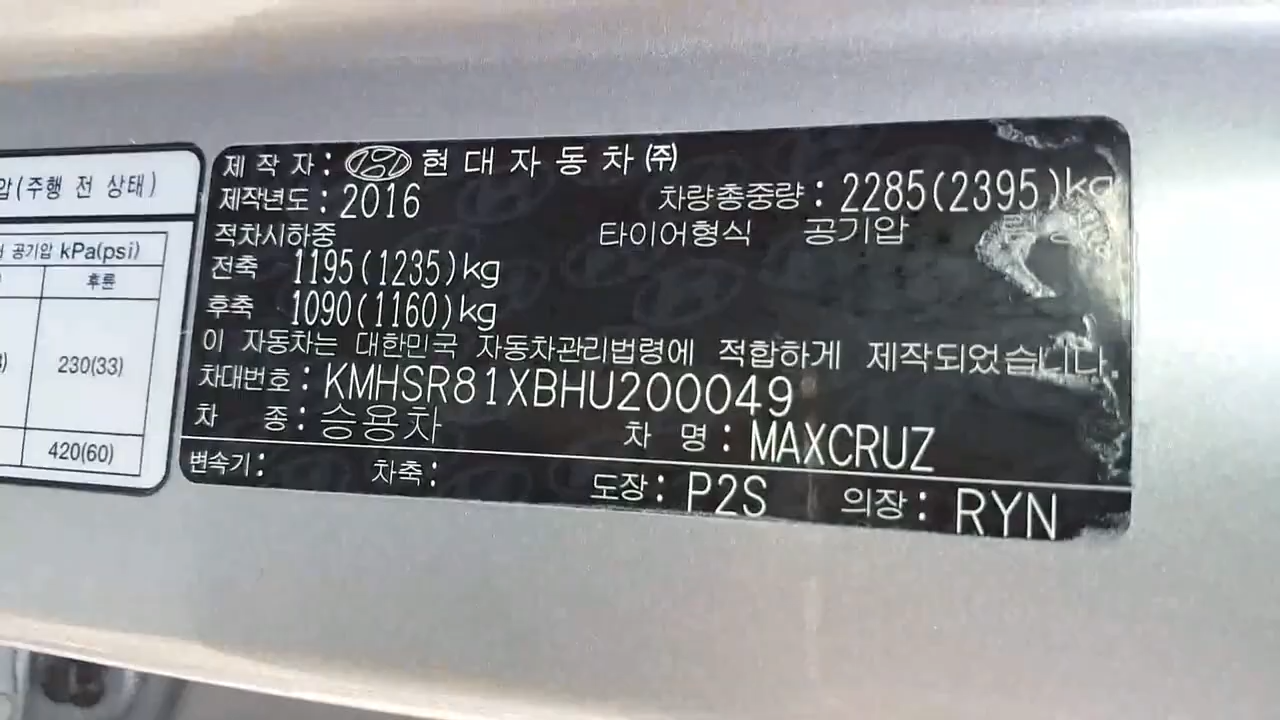 압(주행 전 상태)
공기압 kPa(psi)
후륜
230(33)
420(60)
제 작 자 : 현 대 자 동 차 (주)
제작년도 : 2016 차량총중량 : 2285(2395)kg
적차시하중 타이어형식 공기압
전축 1195(1235)kg
후축 1090(1160)kg
이 자동차는 대한민국 자동차관리법령에 적합하게 제작되었습니다.
차대번호 : KMHSR81XBHU200049
차 종 : 승용차 차 명 : MAXCRUZ
변속기 : 차축 : 도장 : P2S 의장 : RYN